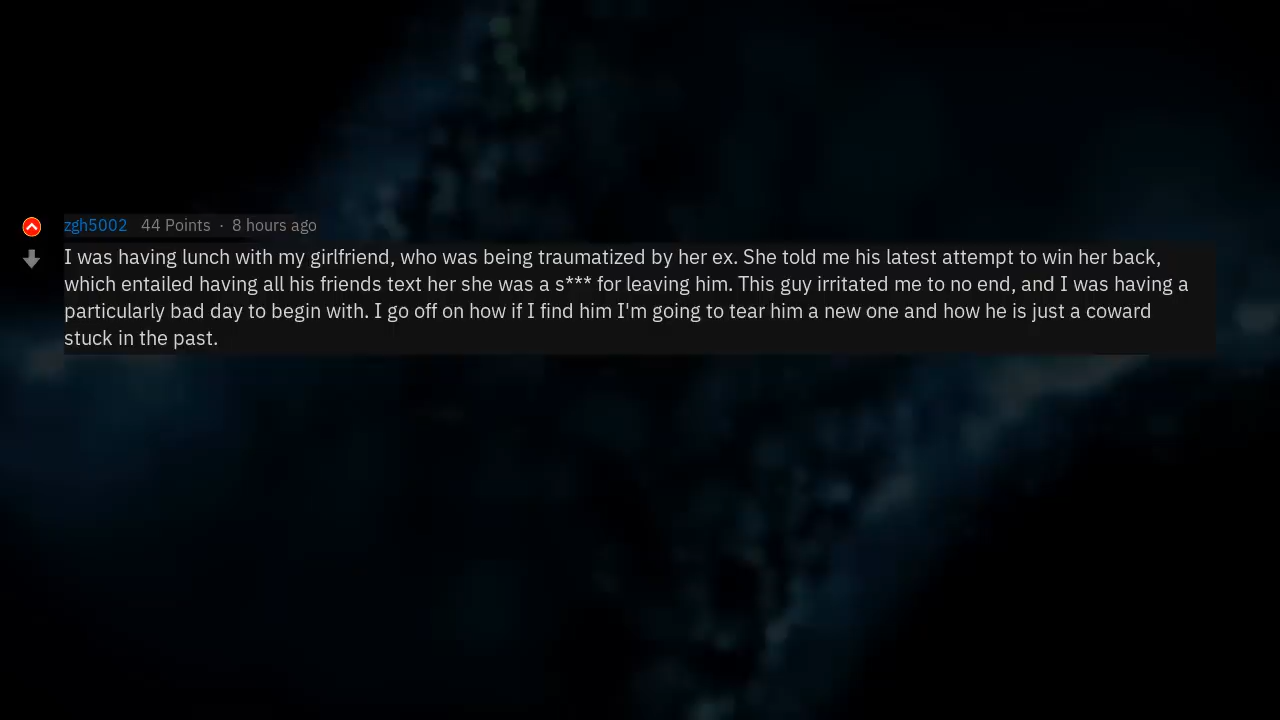 zgh5002 44 Points · 8 hours ago
I was having lunch with my girlfriend, who was being traumatized by her ex. She told me his latest attempt to win her back,
which entailed having all his friends text her she was a s*** for leaving him. This guy irritated me to no end, and I was having a
particularly bad day to begin with. I go off on how if I find him I'm going to tear him a new one and how he is just a coward
stuck in the past.